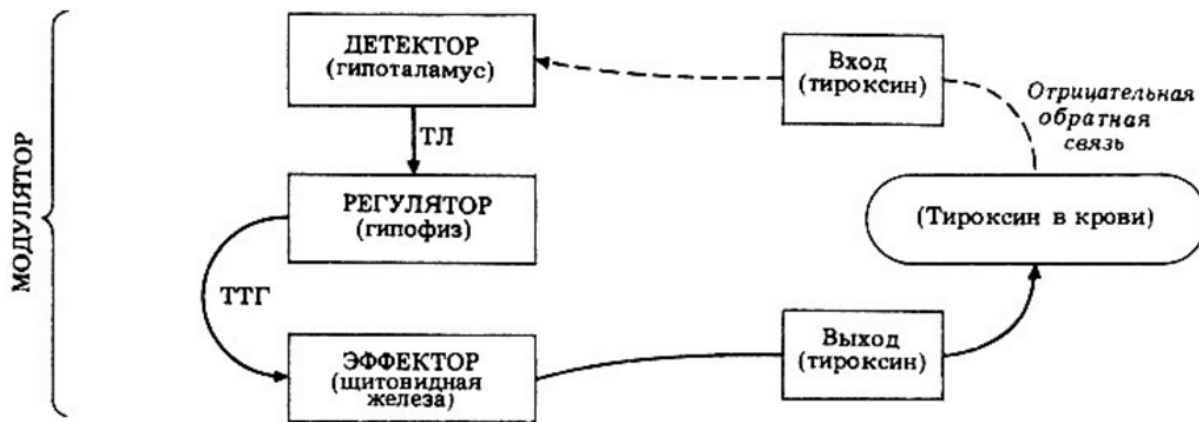 МОДУЛЯТОР
ДЕТЕКТОР
(гипоталамус)
ТЛ
РЕГУЛЯТОР
(гипофиз)
ТТГ
ЭФФЕКТОР
(щитовидная
железа)
Вход
(тироксин)
Отрицательная
обратная
связь
(Тироксин в крови)
Выход
(тироксин)